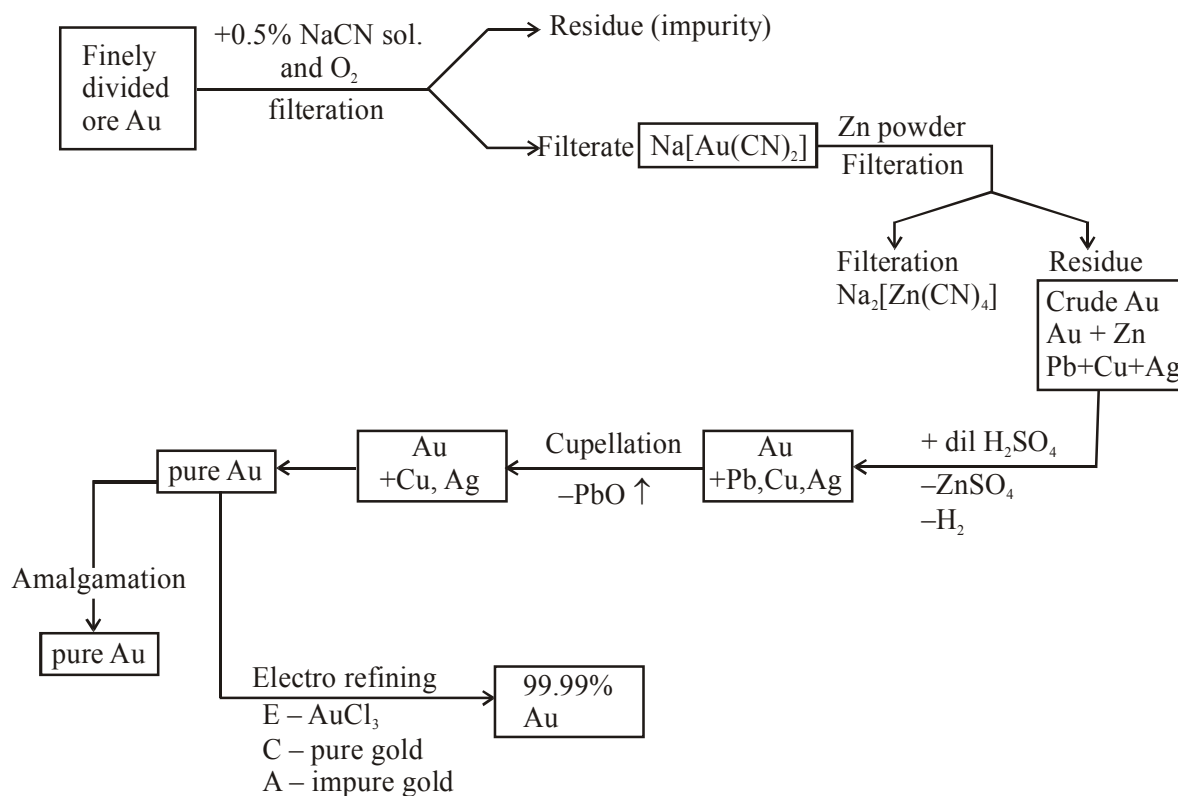 Finely
divided
ore Au
+0.5% NaCN sol.
and O₂
filteration
Residue (impurity)
Filterate
Na[Au(CN)₂]
Zn powder
Filteration
Filteration
Na₂[Zn(CN)₄]
Residue
Crude Au
Au + Zn
Pb+Cu+Ag
+ dil H₂SO₄
–ZnSO₄
–H₂
Au
+Pb,Cu,Ag
Cupellation
–PbO ↑
Au
+Cu, Ag
pure Au
Amalgamation
pure Au
Electro refining
E – AuCl₃
C – pure gold
A – impure gold
99.99%
Au